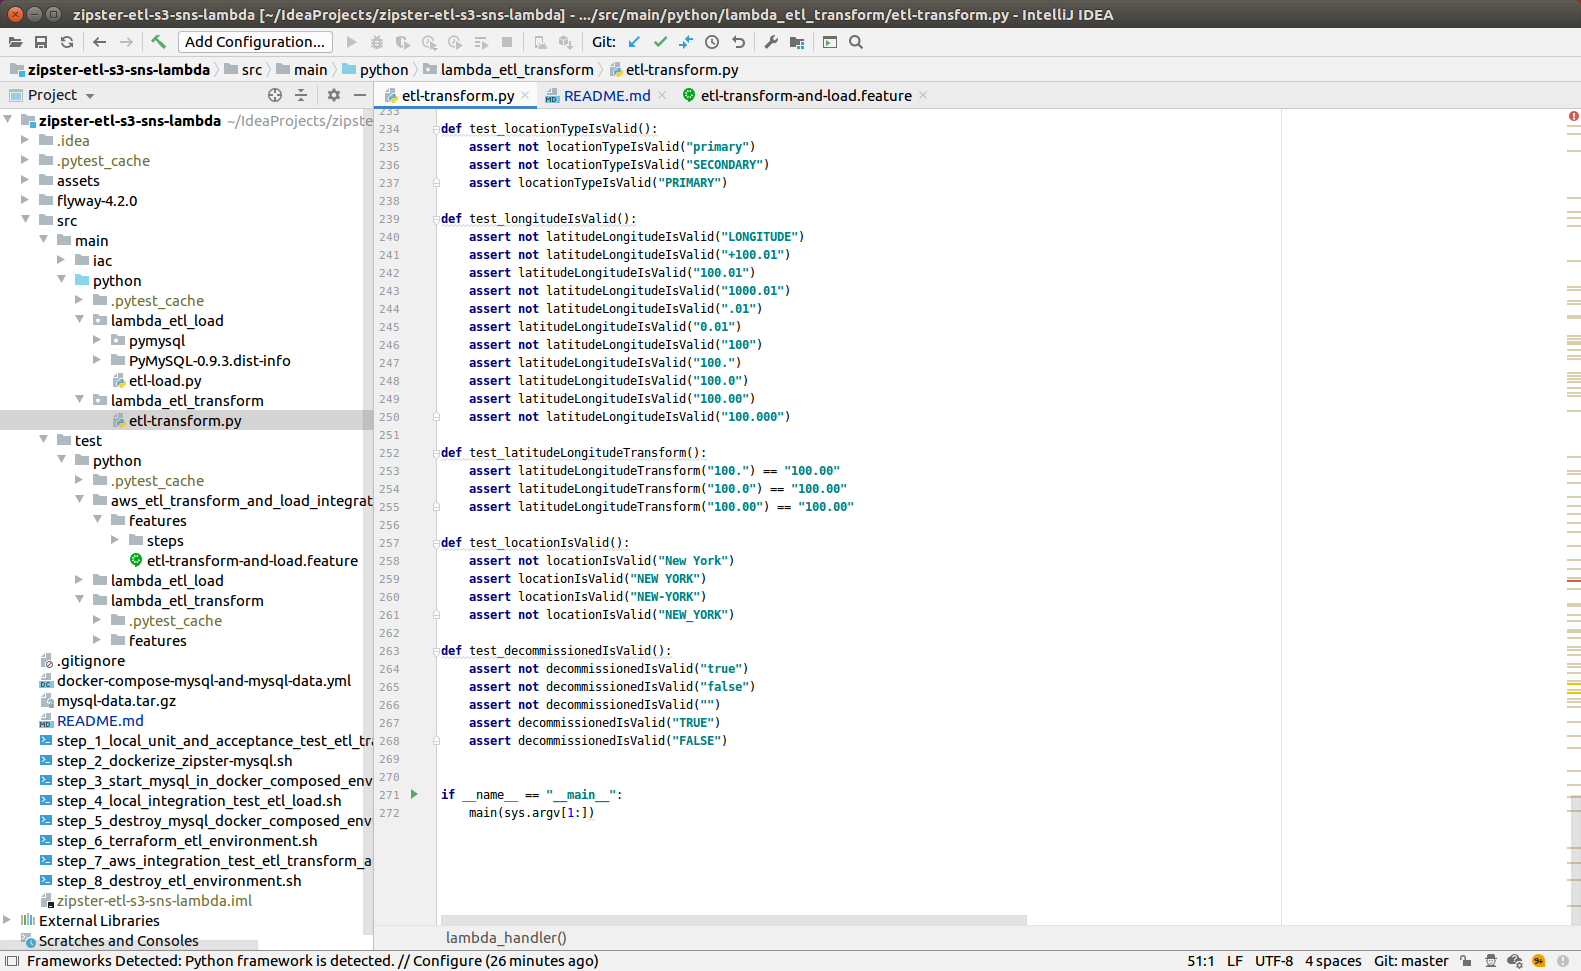 zipster-etl-s3-sns-lambda [~/IdeaProjects/zipster-etl-s3-sns-lambda] - .../src/main/python/lambda_etl_transform/etl-transform.py - IntelliJ IDEA
Add Configuration... Git:
zipster-etl-s3-sns-lambda src main python lambda_etl_transform etl-transform.py
Project
etl-transform.py README.md etl-transform-and-load.feature
zipster-etl-s3-sns-lambda ~/IdeaProjects/zipste
.idea
.pytest_cache
assets
flyway-4.2.0
src
main
iac
python
.pytest_cache
lambda_etl_load
pymysql
PyMySQL-0.9.3.dist-info
etl-load.py
lambda_etl_transform
etl-transform.py
test
python
.pytest_cache
aws_etl_transform_and_load_integrat
features
steps
etl-transform-and-load.feature
lambda_etl_load
lambda_etl_transform
.pytest_cache
features
.gitignore
docker-compose-mysql-and-mysql-data.yml
mysql-data.tar.gz
README.md
step_1_local_unit_and_acceptance_test_etl_tra
step_2_dockerize_zipster-mysql.sh
step_3_start_mysql_in_docker_composed_env
step_4_local_integration_test_etl_load.sh
step_5_destroy_mysql_docker_composed_env
step_6_terraform_etl_environment.sh
step_7_aws_integration_test_etl_transform_a
step_8_destroy_etl_environment.sh
zipster-etl-s3-sns-lambda.iml
External Libraries
Scratches and Consoles
233
234 def test_locationTypeIsValid():
235 assert not locationTypeIsValid("primary")
236 assert not locationTypeIsValid("SECONDARY")
237 assert locationTypeIsValid("PRIMARY")
238
239 def test_longitudeIsValid():
240 assert not latitudeLongitudeIsValid("LONGITUDE")
241 assert not latitudeLongitudeIsValid("+100.01")
242 assert latitudeLongitudeIsValid("100.01")
243 assert not latitudeLongitudeIsValid("1000.01")
244 assert not latitudeLongitudeIsValid(".01")
245 assert latitudeLongitudeIsValid("0.01")
246 assert not latitudeLongitudeIsValid("100")
247 assert latitudeLongitudeIsValid("100.")
248 assert latitudeLongitudeIsValid("100.0")
249 assert latitudeLongitudeIsValid("100.00")
250 assert not latitudeLongitudeIsValid("100.000")
251
252 def test_latitudeLongitudeTransform():
253 assert latitudeLongitudeTransform("100.") == "100.00"
254 assert latitudeLongitudeTransform("100.0") == "100.00"
255 assert latitudeLongitudeTransform("100.00") == "100.00"
256
257 def test_locationIsValid():
258 assert not locationIsValid("New York")
259 assert locationIsValid("NEW YORK")
260 assert locationIsValid("NEW-YORK")
261 assert not locationIsValid("NEW_YORK")
262
263 def test_decommissionedIsValid():
264 assert not decommissionedIsValid("true")
265 assert not decommissionedIsValid("false")
266 assert not decommissionedIsValid("")
267 assert decommissionedIsValid("TRUE")
268 assert decommissionedIsValid("FALSE")
269
270
271 if __name__ == "__main__":
272 main(sys.argv[1:])
lambda_handler()
Frameworks Detected: Python framework is detected. // Configure (26 minutes ago) 51:1 LF UTF-8 4 spaces Git: master 9+